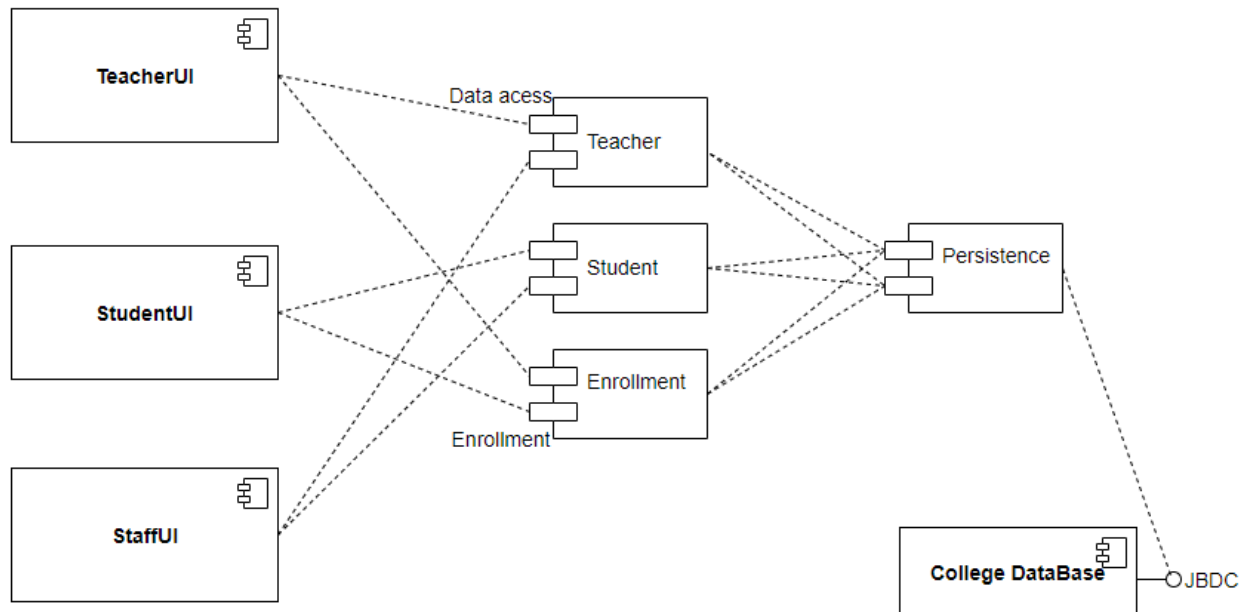 TeacherUI
Data acess
Teacher
StudentUI
Student
Persistence
Enrollment
Enrollment
StaffUI
College DataBase
JBDC